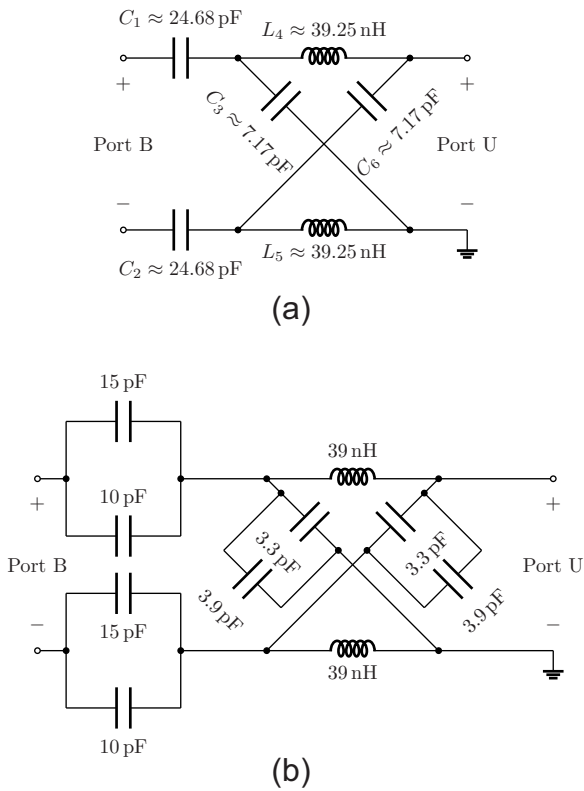 C₁ ≈ 24.68 pF
L₄ ≈ 39.25 nH
+
+
C₃ ≈ 7.17 pF
C₆ ≈ 7.17 pF
Port B
Port U
−
−
C₂ ≈ 24.68 pF
L₅ ≈ 39.25 nH
(a)
15 pF
39 nH
+
10 pF
+
3.3 pF
3.3 pF
Port B
Port U
3.9 pF
3.9 pF
−
15 pF
−
39 nH
10 pF
(b)